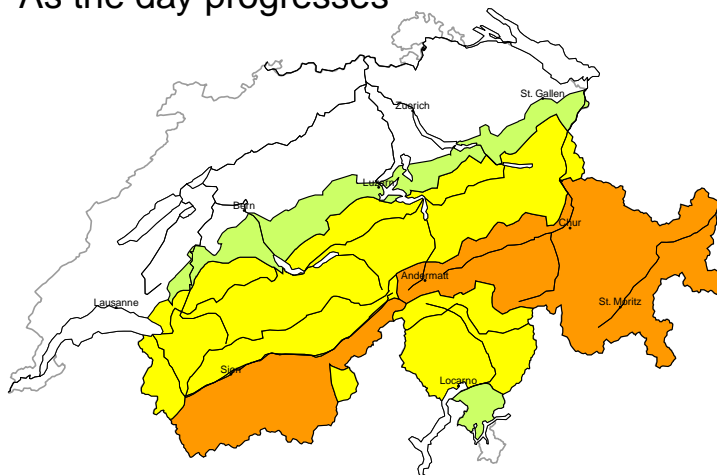 As the day progresses
St. Gallen
Zuerich
Luzern
Bern
Chur
Andermatt
Lausanne
St. Moritz
Sion
Locarno